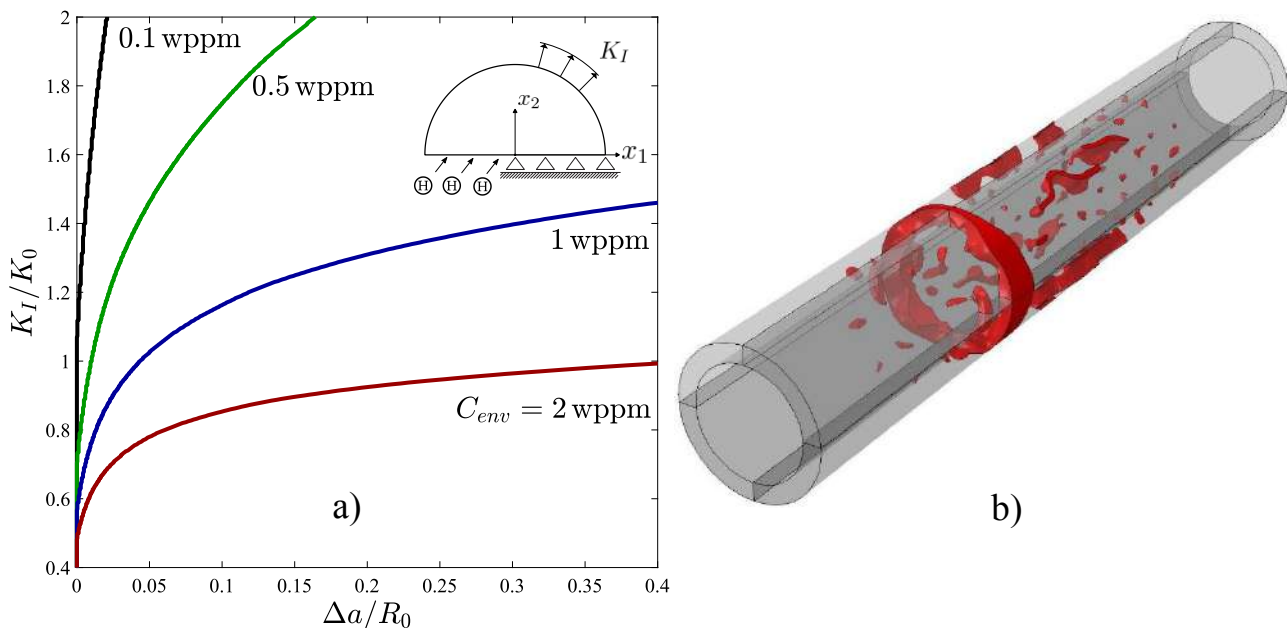 2
1.8
1.6
1.4
1.2
1
0.8
0.6
0.4
K_I/K_0
0.1 wppm
0.5 wppm
1 wppm
C_{env} = 2 wppm
K_I
x_2
x_1
H H H
a)
0 0.05 0.1 0.15 0.2 0.25 0.3 0.35 0.4
Δa/R_0
b)